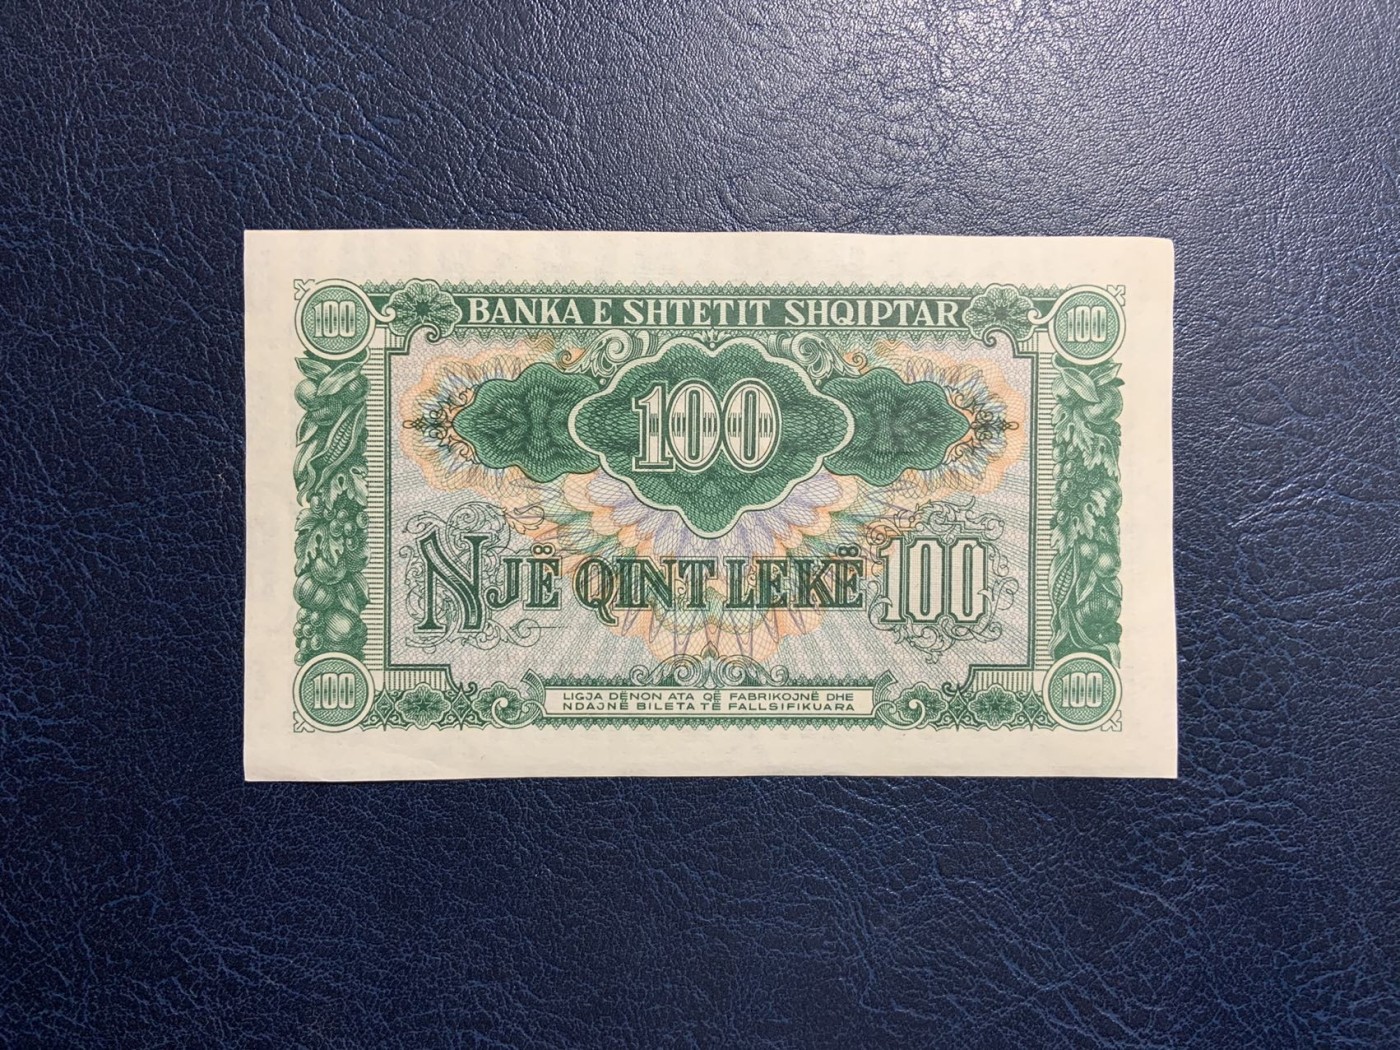 100 BANKA E SHTETIT SHQIPTAR 100
100
NJË QINT LEKË 100
100 LIGJA DËNON ATA QË FABRIKOJNË DHE 100
NDAJNË BILETA TË FALLSIFIKUARA